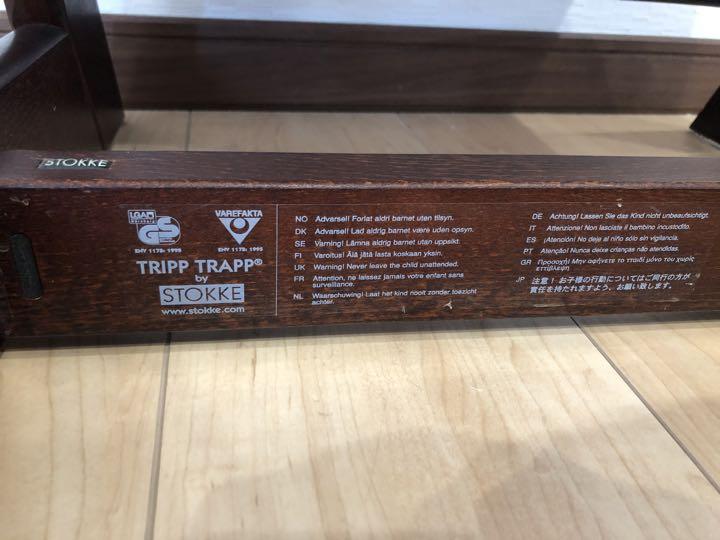 STOKKE
LGA
GS
ENV 1178: 1995
VAREFAKTA
ENV 1178: 1995
TRIPP TRAPP®
by
STOKKE
www.stokke.com
NO Advarsel! Forlat aldri barnet uten tilsyn.
DK Advarsel! Lad aldrig barnet være uden opsyn.
SE Varning! Lämna aldrig barnet utan uppsikt.
FI Varoitus! Älä jätä lasta koskaan yksin.
UK Warning! Never leave the child unattended.
FR Attention, ne laissez jamais votre enfant sans
surveillance.
NL Waarschuwing! Laat het kind nooit zonder toezicht
achter.
DE Achtung! Lassen Sie das Kind nicht unbeaufsichtigt.
IT Attenzione! Non lasciate il bambino incustodito.
ES ¡Atención! No deje al niño sólo sin vigilancia.
PT Atenção! Nunca deixe crianças não atendidas.
GR Προσοχή! Μην αφήνετε το παιδί μόνο του χωρίς
επίβλεψη
JP 注意！お子様の行動についてはご同行の方が
責任を持たれますよう、お願い致します。